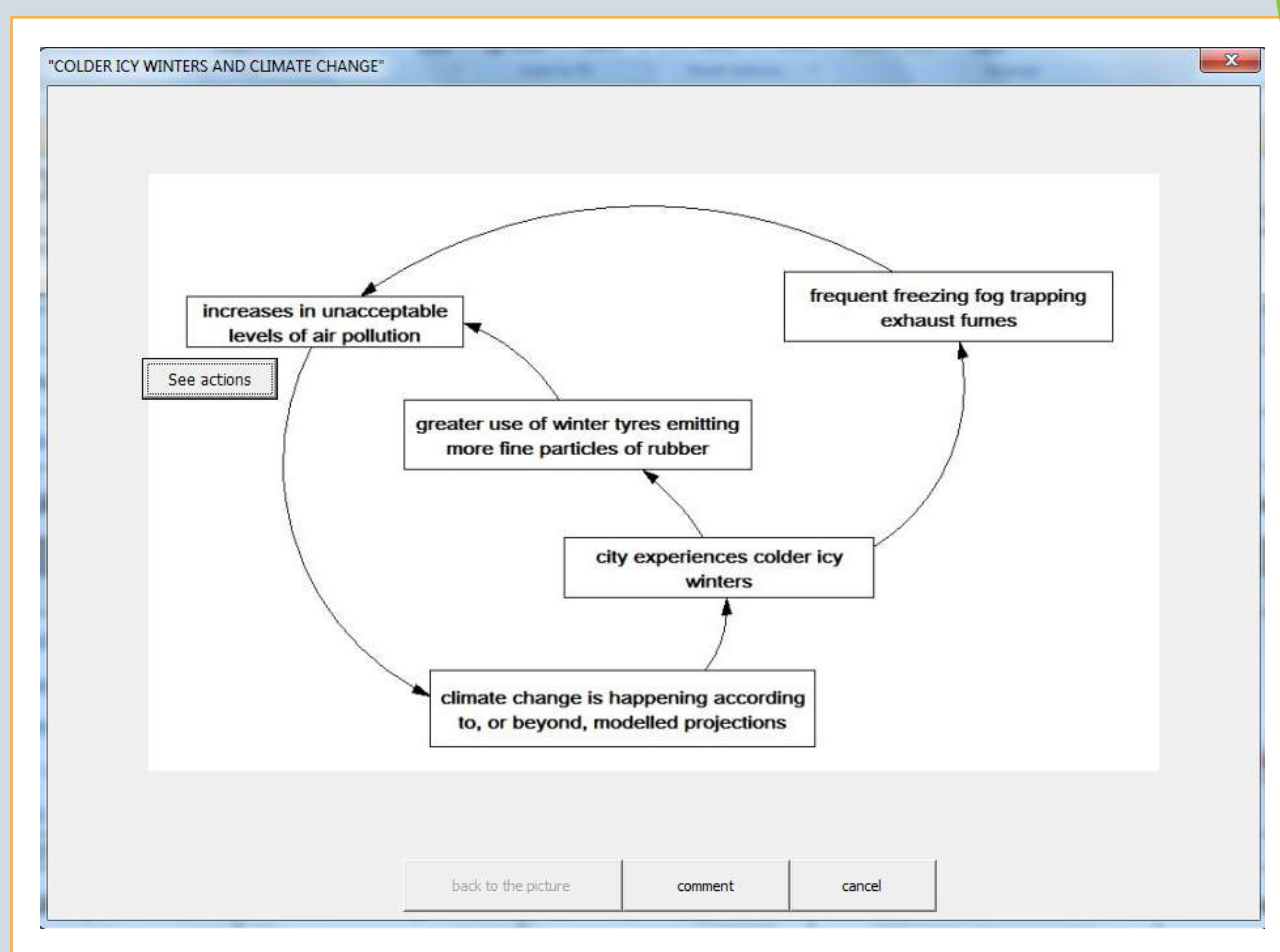 "COLDER ICY WINTERS AND CLIMATE CHANGE"
frequent freezing fog trapping
exhaust fumes
increases in unacceptable
levels of air pollution
See actions
greater use of winter tyres emitting
more fine particles of rubber
city experiences colder icy
winters
climate change is happening according
to, or beyond, modelled projections
back to the picture
comment
cancel